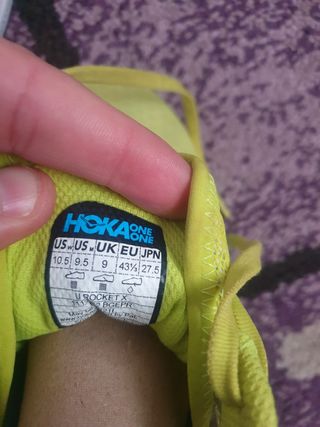 HOKA ONE ONE
US W US M UK EU JPN
10.5 9.5 9 43⅓ 27.5
U ROCKET X